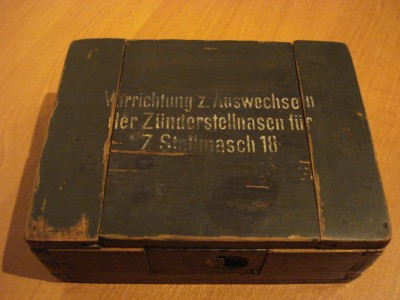 Vorrichtung z. Auswechseln
der Zünderstellnasen für
Z. Stellmasch 18